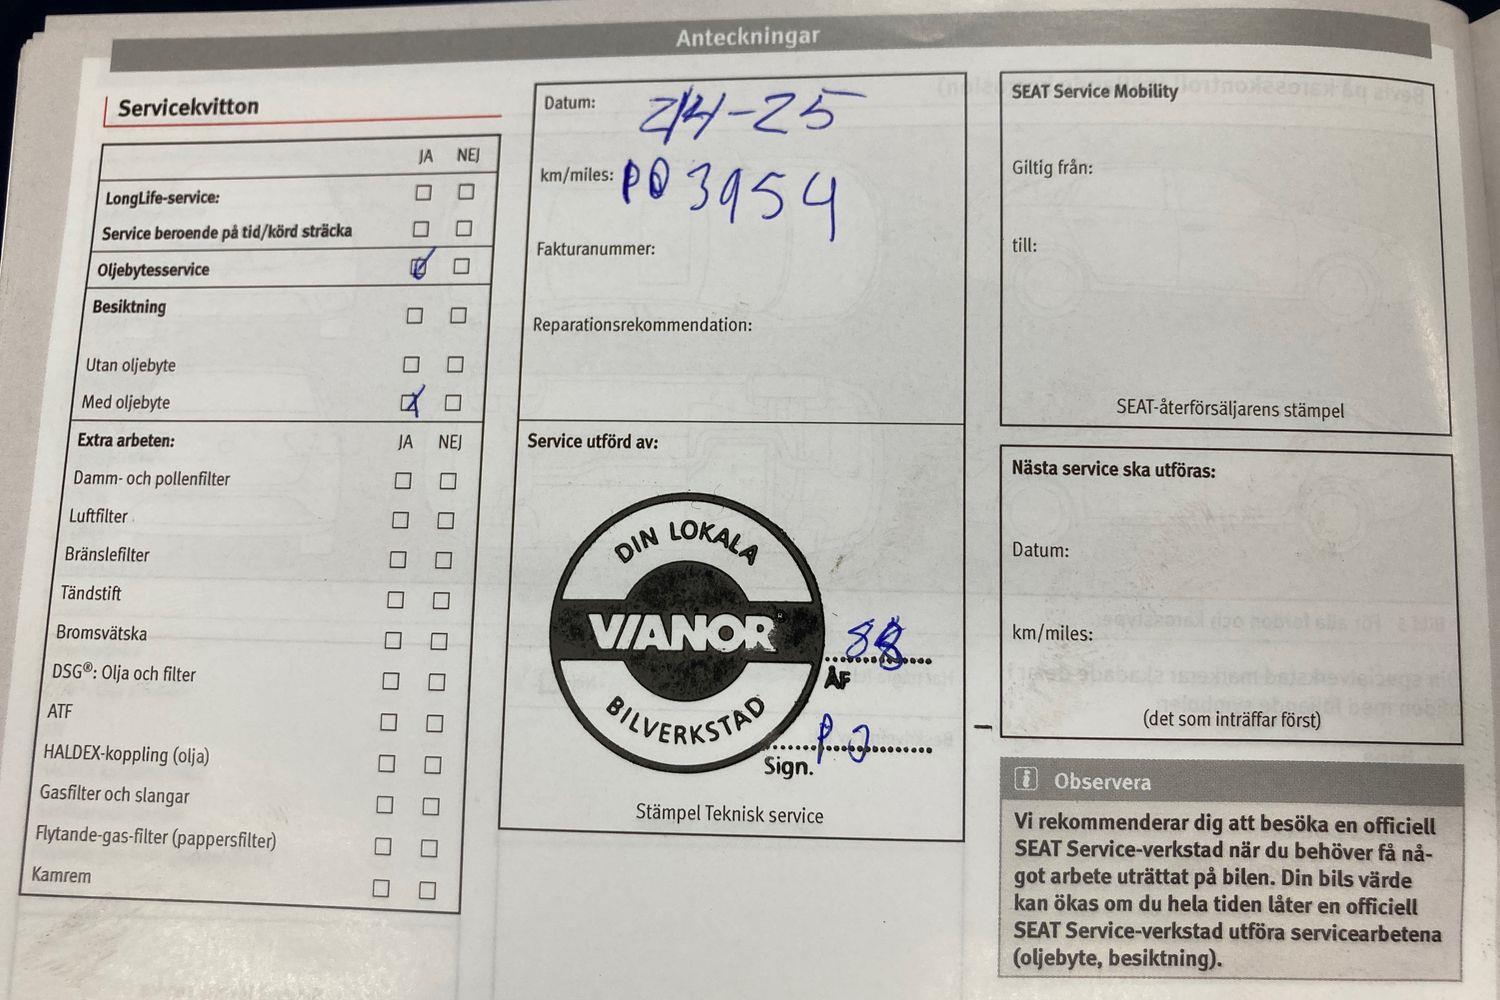 Anteckningar
Servicekvitton
JA NEJ
LongLife-service:
Service beroende på tid/körd sträcka
Oljebytesservice
Besiktning
Utan oljebyte
Med oljebyte
Extra arbeten: JA NEJ
Damm- och pollenfilter
Luftfilter
Bränslefilter
Tändstift
Bromsvätska
DSG®: Olja och filter
ATF
HALDEX-koppling (olja)
Gasfilter och slangar
Flytande-gas-filter (pappersfilter)
Kamrem
Datum: 2/4-25
km/miles: 3954
Fakturanummer:
Reparationsrekommendation:
Service utförd av:
DIN LOKALA
VIANOR
BILVERKSTAD
88
ÅF
Sign.
Stämpel Teknisk service
SEAT Service Mobility
Giltig från:
till:
SEAT-återförsäljarens stämpel
Nästa service ska utföras:
Datum:
km/miles:
(det som inträffar först)
i Observera
Vi rekommenderar dig att besöka en officiell
SEAT Service-verkstad när du behöver få nå-
got arbete uträttat på bilen. Din bils värde
kan ökas om du hela tiden låter en officiell
SEAT Service-verkstad utföra servicearbetena
(oljebyte, besiktning).